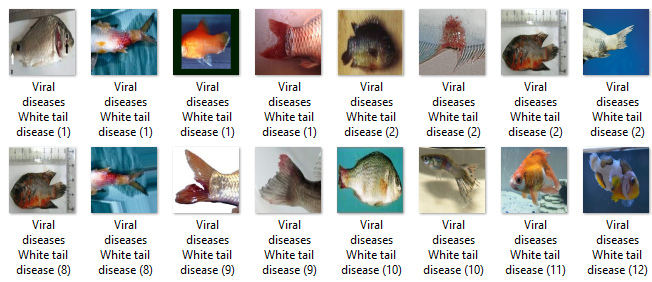 Viral
diseases
White tail
disease (1)
Viral
diseases
White tail
disease (1)
Viral
diseases
White tail
disease (1)
Viral
diseases
White tail
disease (1)
Viral
diseases
White tail
disease (2)
Viral
diseases
White tail
disease (2)
Viral
diseases
White tail
disease (2)
Viral
diseases
White tail
disease (2)
Viral
diseases
White tail
disease (8)
Viral
diseases
White tail
disease (8)
Viral
diseases
White tail
disease (9)
Viral
diseases
White tail
disease (9)
Viral
diseases
White tail
disease (10)
Viral
diseases
White tail
disease (10)
Viral
diseases
White tail
disease (11)
Viral
diseases
White tail
disease (12)